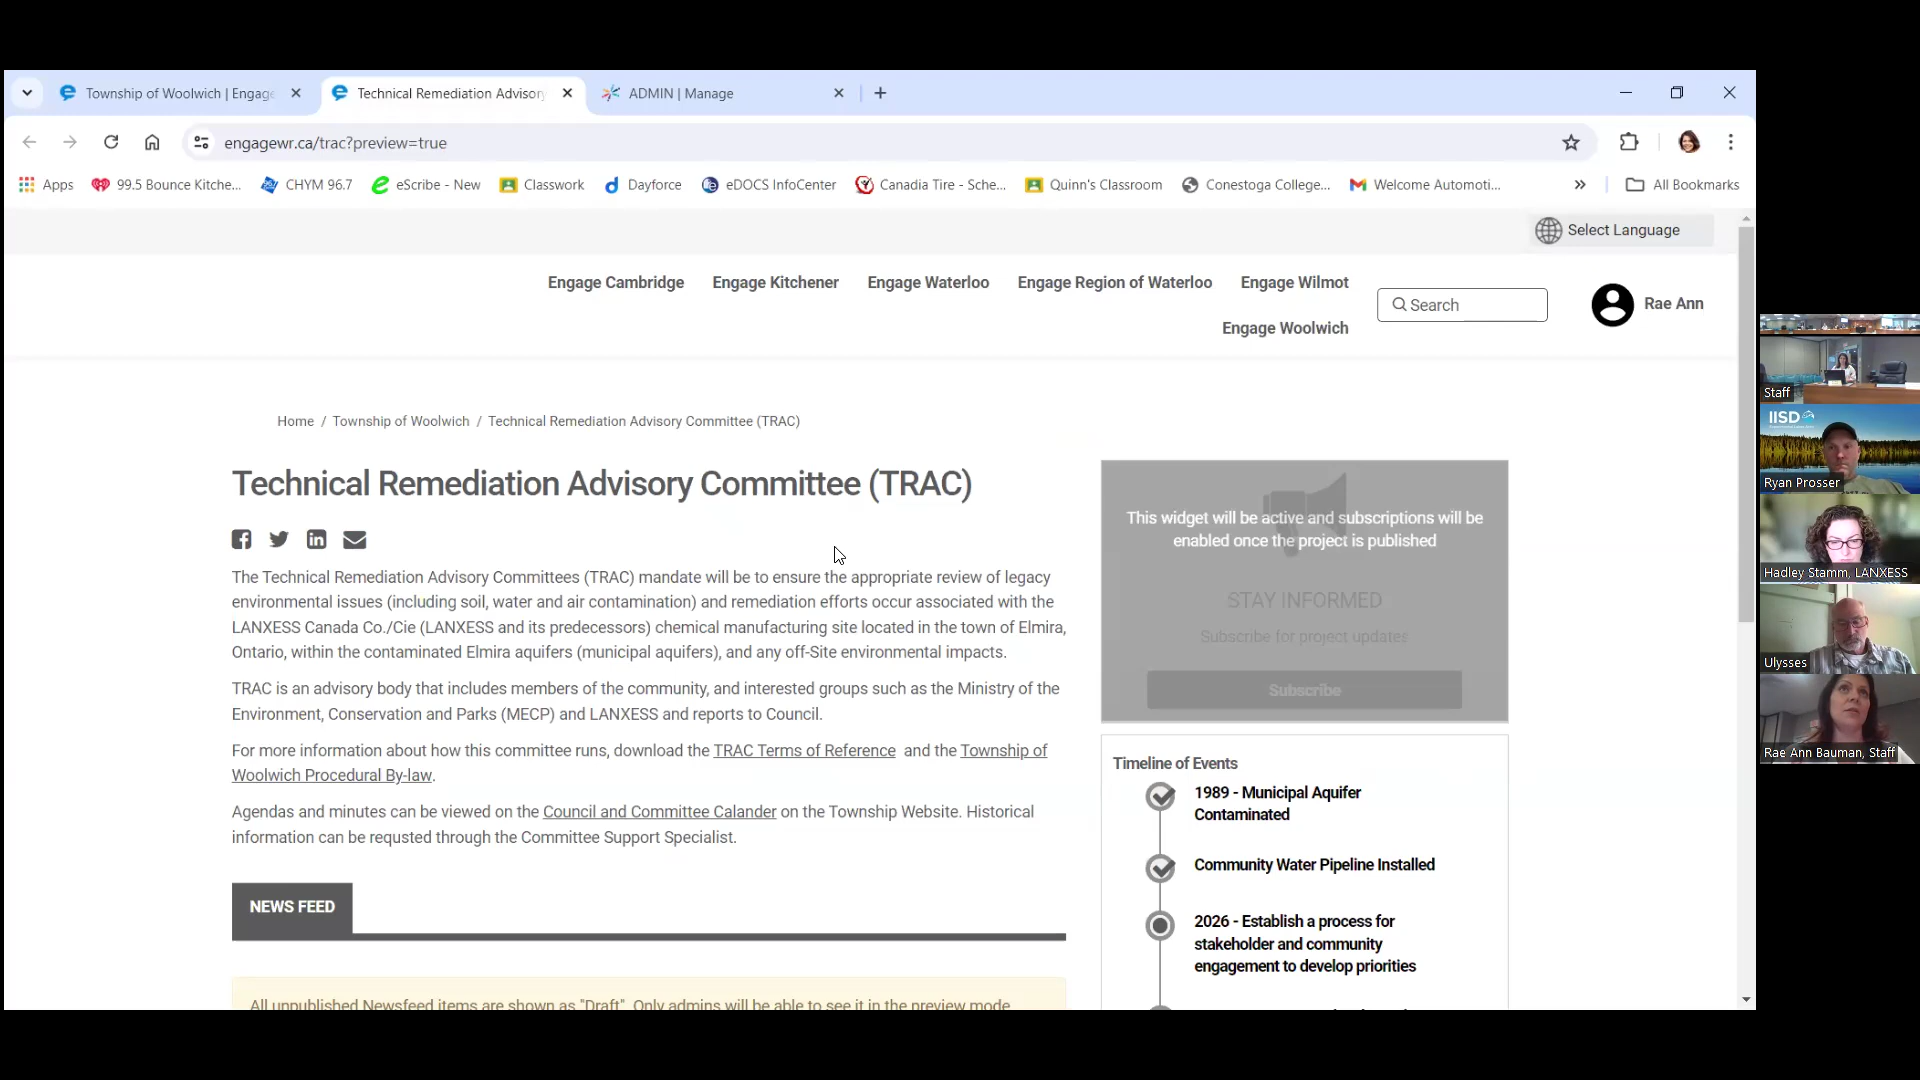 Township of Woolwich | Engage
Technical Remediation Advisory
ADMIN | Manage
engagewr.ca/trac?preview=true
Apps
99.5 Bounce Kitche...
CHYM 96.7
eScribe - New
Classwork
Dayforce
eDOCS InfoCenter
Canadia Tire - Sche...
Quinn's Classroom
Conestoga College...
Welcome Automoti...
All Bookmarks
Select Language
Engage Cambridge
Engage Kitchener
Engage Waterloo
Engage Region of Waterloo
Engage Wilmot
Engage Woolwich
Search
Rae Ann
Home / Township of Woolwich / Technical Remediation Advisory Committee (TRAC)
Technical Remediation Advisory Committee (TRAC)
The Technical Remediation Advisory Committees (TRAC) mandate will be to ensure the appropriate review of legacy
environmental issues (including soil, water and air contamination) and remediation efforts occur associated with the
LANXESS Canada Co./Cie (LANXESS and its predecessors) chemical manufacturing site located in the town of Elmira,
Ontario, within the contaminated Elmira aquifers (municipal aquifers), and any off-Site environmental impacts.
TRAC is an advisory body that includes members of the community, and interested groups such as the Ministry of the
Environment, Conservation and Parks (MECP) and LANXESS and reports to Council.
For more information about how this committee runs, download the TRAC Terms of Reference and the Township of
Woolwich Procedural By-law.
Agendas and minutes can be viewed on the Council and Committee Calander on the Township Website. Historical
information can be requsted through the Committee Support Specialist.
NEWS FEED
All unpublished Newsfeed items are shown as "Draft". Only admins will be able to see it in the preview mode
This widget will be active and subscriptions will be
enabled once the project is published
STAY INFORMED
Subscribe for project updates
Subscribe
Timeline of Events
1989 - Municipal Aquifer
Contaminated
Community Water Pipeline Installed
2026 - Establish a process for
stakeholder and community
engagement to develop priorities
Staff
IISD
Ryan Prosser
Hadley Stamm, LANXESS
Ulysses
Rae Ann Bauman, Staff